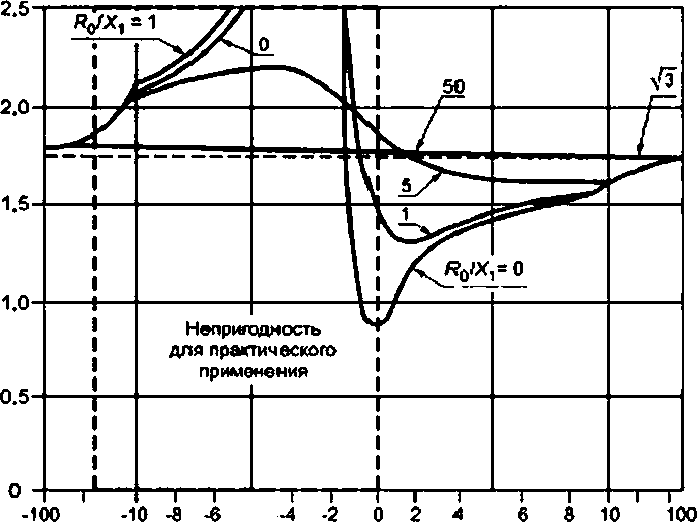 2.5
R₀/X₁ = 1
0
50
√3
2.0
5
1.5
1
R₀/X₁ = 0
1.0
Непригодность
для практического
применения
0.5
0
-100 -10 -8 -6 -4 -2 0 2 4 6 8 10 100